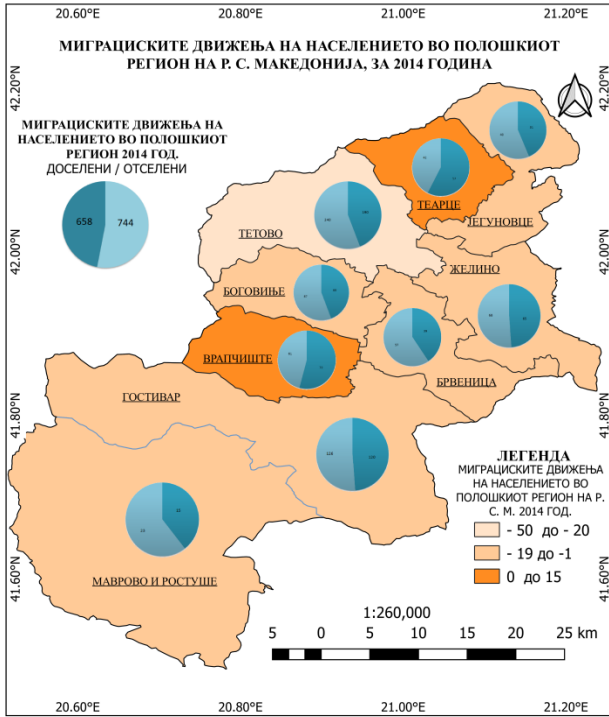 20.60°E 20.80°E 21.00°E 21.20°E
МИГРАЦИСКИТЕ ДВИЖЕЊА НА НАСЕЛЕНИЕТО ВО ПОЛОШКИОТ
РЕГИОН НА Р. С. МАКЕДОНИЈА, ЗА 2014 ГОДИНА
42.20°N
42.20°N
МИГРАЦИСКИТЕ ДВИЖЕЊА НА
НАСЕЛЕНИЕТО ВО ПОЛОШКИОТ
РЕГИОН 2014 ГОД.
ДОСЕЛЕНИ / ОТСЕЛЕНИ
658 744
ТЕАРЦЕ
ЈЕГУНОВЦЕ
ТЕТОВО
42.00°N
42.00°N
ЖЕЛИНО
БОГОВИЊЕ
ВРАПЧИШТЕ
БРВЕНИЦА
ГОСТИВАР
41.80°N
41.80°N
МАВРОВО И РОСТУШЕ
41.60°N
41.60°N
ЛЕГЕНДА
МИГРАЦИСКИТЕ ДВИЖЕЊА
НА НАСЕЛЕНИЕТО ВО
ПОЛОШКИОТ РЕГИОН НА Р.
С. М. 2014 ГОД.
- 50 до - 20
- 19 до -1
0 до 15
1:260,000
5 0 5 10 15 20 25 km
20.60°E 20.80°E 21.00°E 21.20°E